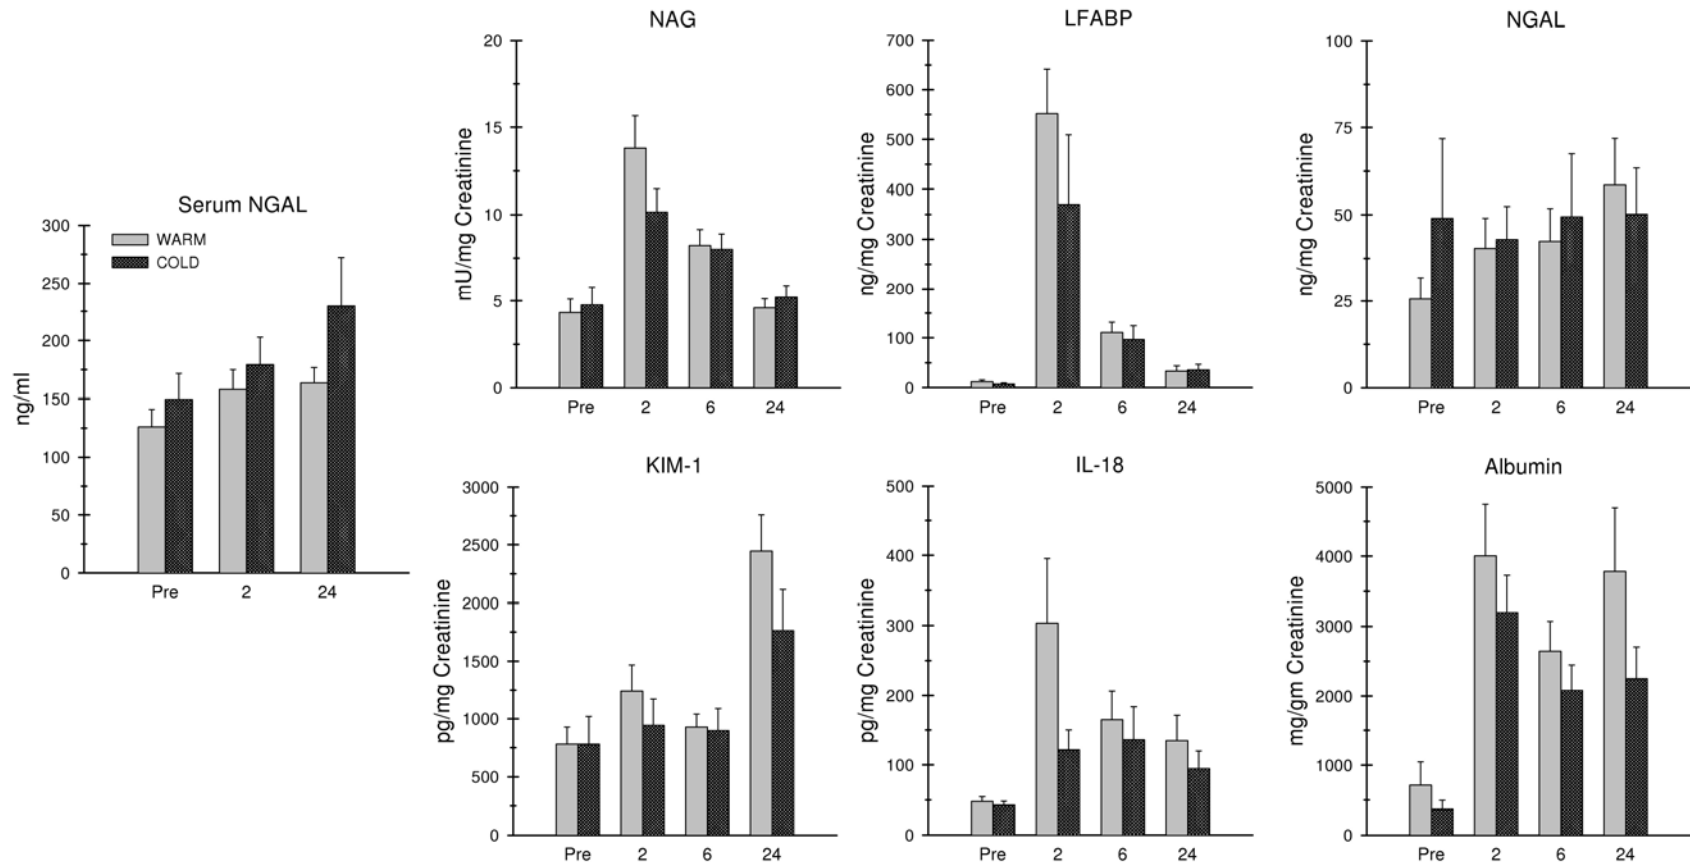 Serum NGAL
WARM
COLD
ng/ml
300
250
200
150
100
50
0
Pre 2 24
NAG
mU/mg Creatinine
20
15
10
5
0
Pre 2 6 24
LFABP
ng/mg Creatinine
700
600
500
400
300
200
100
0
Pre 2 6 24
NGAL
ng/mg Creatinine
100
75
50
25
0
Pre 2 6 24
KIM-1
pg/mg Creatinine
3000
2500
2000
1500
1000
500
0
Pre 2 6 24
IL-18
pg/mg Creatinine
500
400
300
200
100
0
Pre 2 6 24
Albumin
mg/gm Creatinine
5000
4000
3000
2000
1000
0
Pre 2 6 24